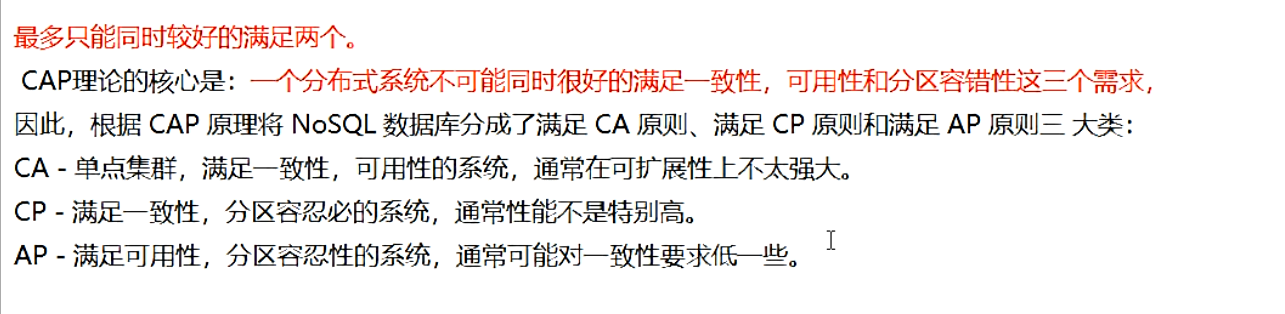 最多只能同时较好的满足两个。
CAP理论的核心是：一个分布式系统不可能同时很好的满足一致性，可用性和分区容错性这三个需求，
因此，根据 CAP 原理将 NoSQL 数据库分成了满足 CA 原则、满足 CP 原则和满足 AP 原则三 大类：
CA - 单点集群，满足一致性，可用性的系统，通常在可扩展性上不太强大。
CP - 满足一致性，分区容忍必的系统，通常性能不是特别高。
AP - 满足可用性，分区容忍性的系统，通常可能对一致性要求低一些。